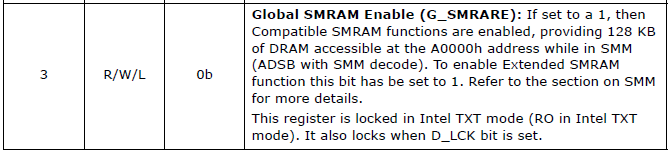 3
R/W/L
0b
Global SMRAM Enable (G_SMRARE): If set to a 1, then
Compatible SMRAM functions are enabled, providing 128 KB
of DRAM accessible at the A0000h address while in SMM
(ADSB with SMM decode). To enable Extended SMRAM
function this bit has be set to 1. Refer to the section on SMM
for more details.
This register is locked in Intel TXT mode (RO in Intel TXT
mode). It also locks when D_LCK bit is set.